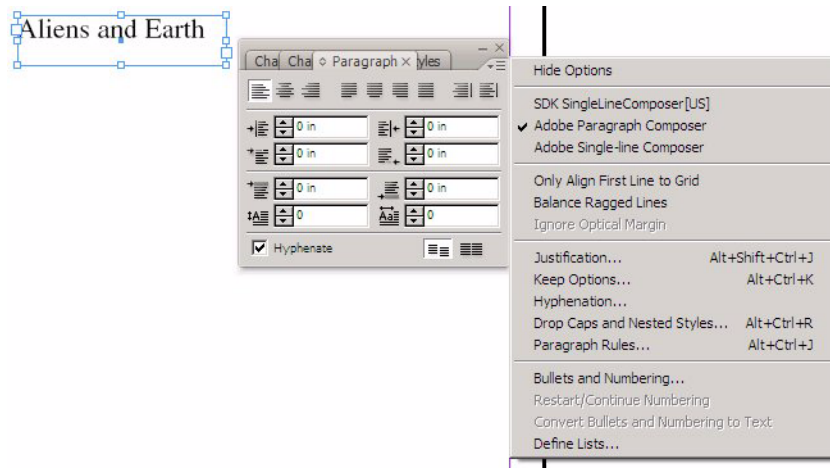 Aliens and Earth
Cha Cha Paragraph × yles
0 in 0 in
0 in 0 in
0 in 0 in
0 0
Hyphenate
Hide Options
SDK SingleLineComposer[US]
Adobe Paragraph Composer
Adobe Single-line Composer
Only Align First Line to Grid
Balance Ragged Lines
Ignore Optical Margin
Justification... Alt+Shift+Ctrl+J
Keep Options... Alt+Ctrl+K
Hyphenation...
Drop Caps and Nested Styles... Alt+Ctrl+R
Paragraph Rules... Alt+Ctrl+J
Bullets and Numbering...
Restart/Continue Numbering
Convert Bullets and Numbering to Text
Define Lists...